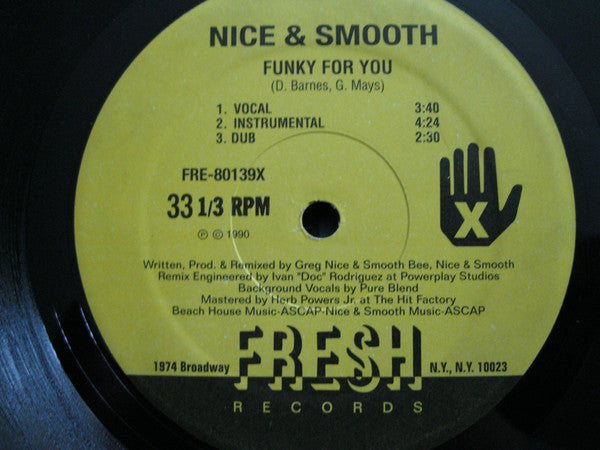 NICE & SMOOTH
FUNKY FOR YOU
(D. Barnes, G. Mays)
1. VOCAL 3:40
2. INSTRUMENTAL 4:24
3. DUB 2:30
FRE-80139X
33 1/3 RPM
X
℗ © 1990
Written, Prod. & Remixed by Greg Nice & Smooth Bee, Nice & Smooth
Remix Engineered by Ivan "Doc" Rodriguez at Powerplay Studios
Background Vocals by Pure Blend
Mastered by Herb Powers Jr. at The Hit Factory
Beach House Music-ASCAP-Nice & Smooth Music-ASCAP
1974 Broadway FRESH N.Y., N.Y. 10023
RECORDS